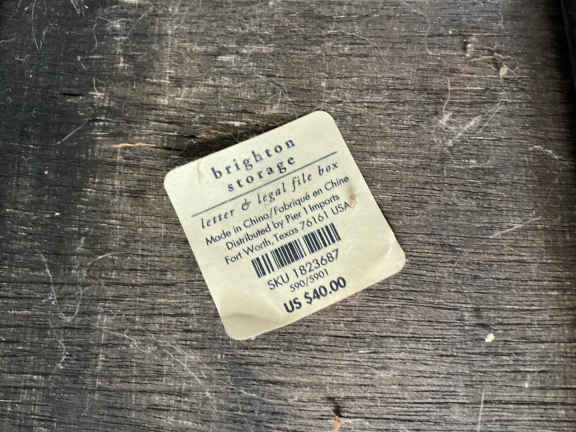 brighton
storage
letter & legal file box
Made in China/Fabriqué en Chine
Distributed by Pier 1 Imports
Fort Worth, Texas 76161 USA
SKU 1823687
590/5901
US $40.00